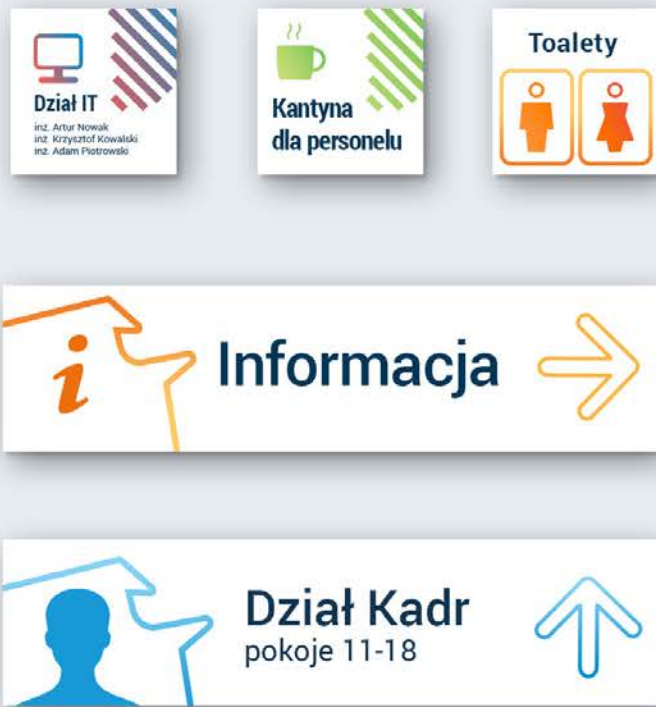 Dział IT
inż. Artur Nowak
inż. Krzysztof Kowalski
inż. Adam Piotrowski
Kantyna
dla personelu
Toalety
i
Informacja
Dział Kadr
pokoje 11-18